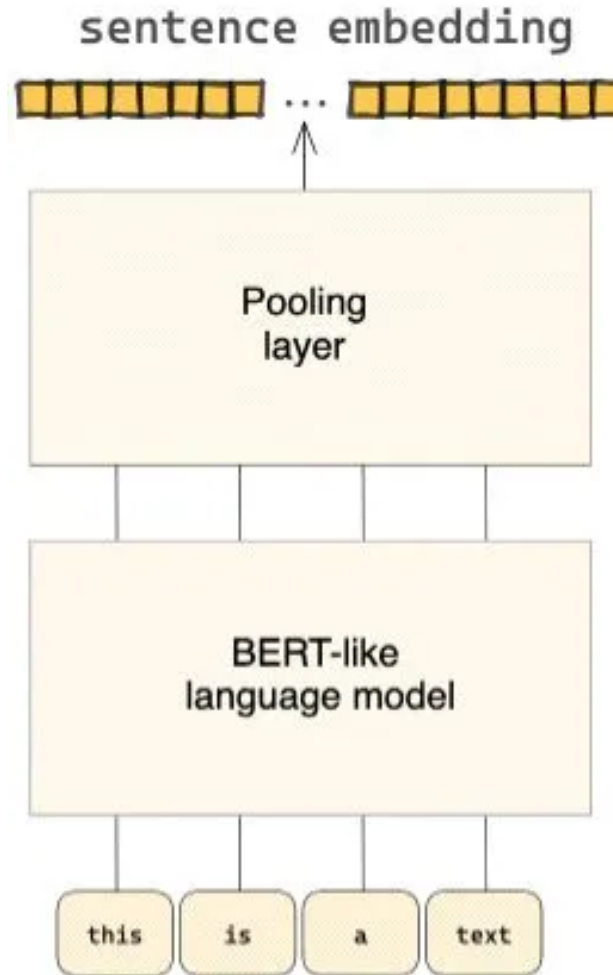 sentence embedding
...
Pooling
layer
BERT-like
language model
this is a text